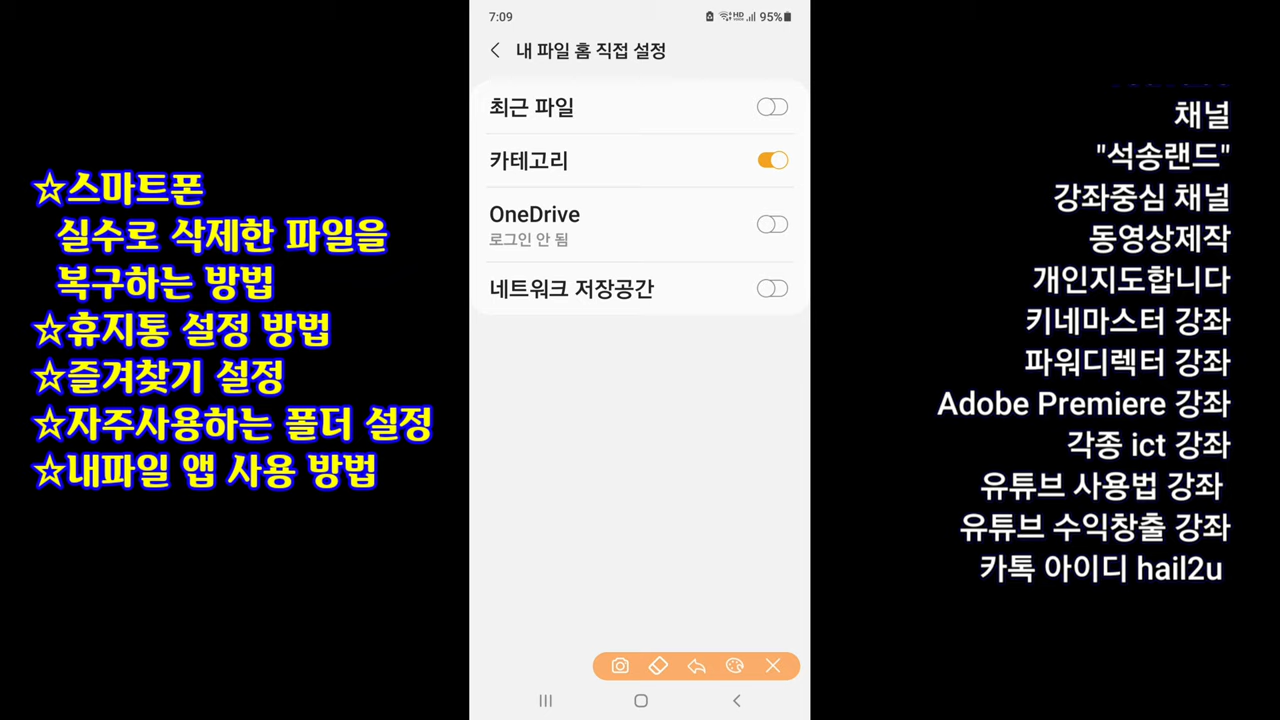 ☆스마트폰
실수로 삭제한 파일을
복구하는 방법
☆휴지통 설정 방법
☆즐겨찾기 설정
☆자주사용하는 폴더 설정
☆내파일 앱 사용 방법
7:09
HD
95%
내 파일 홈 직접 설정
최근 파일
카테고리
OneDrive
로그인 안 됨
네트워크 저장공간
채널
"석송랜드"
강좌중심 채널
동영상제작
개인지도합니다
키네마스터 강좌
파워디렉터 강좌
Adobe Premiere 강좌
각종 ict 강좌
유튜브 사용법 강좌
유튜브 수익창출 강좌
카톡 아이디 hail2u